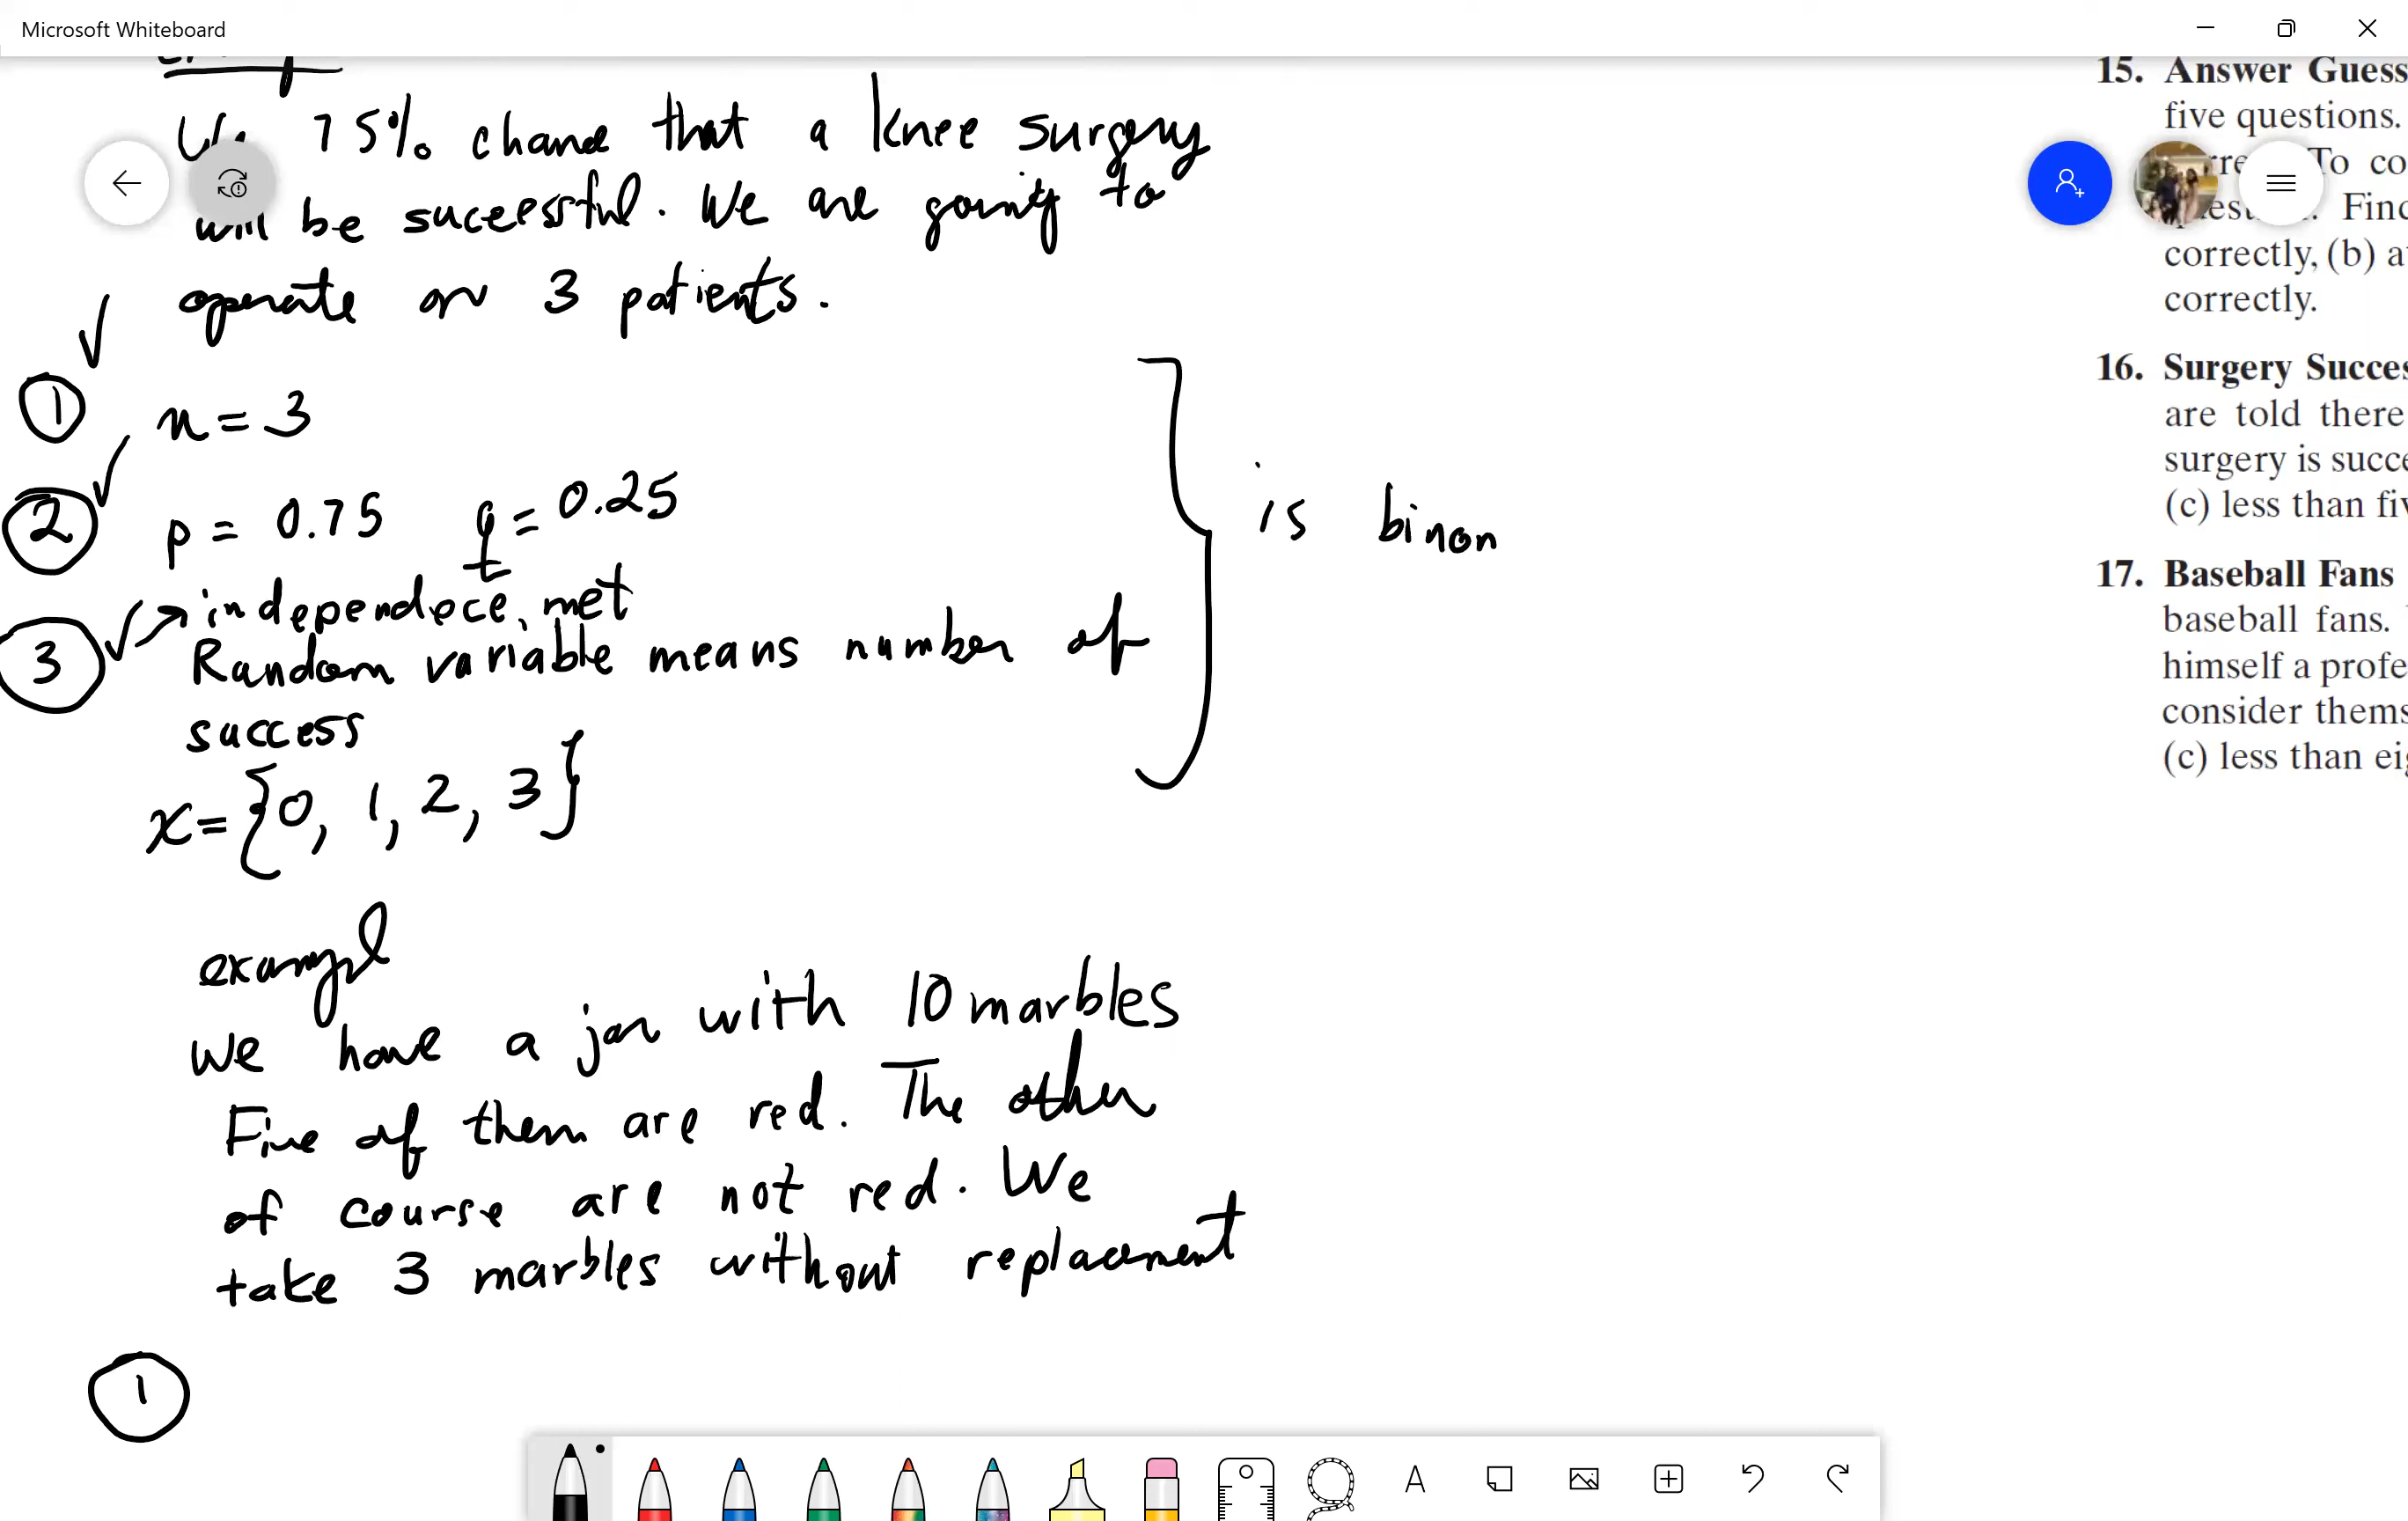 Microsoft Whiteboard
75% chance that a knee surgery
will be successful. We are going to
operate on 3 patients.
① n = 3
② p = 0.75 q = 0.25
independece met
③ Random variable means number of
success
x = {0, 1, 2, 3}
is binom
exampl
we have a jar with 10 marbles
Five of them are red. The other
of course are not red. We
take 3 marbles without replacement
①
15. Answer Guess
five questions.
To co
Find
correctly, (b) a
correctly.
16. Surgery Succes
are told there
surgery is succe
(c) less than fiv
17. Baseball Fans
baseball fans.
himself a profe
consider thems
(c) less than eig